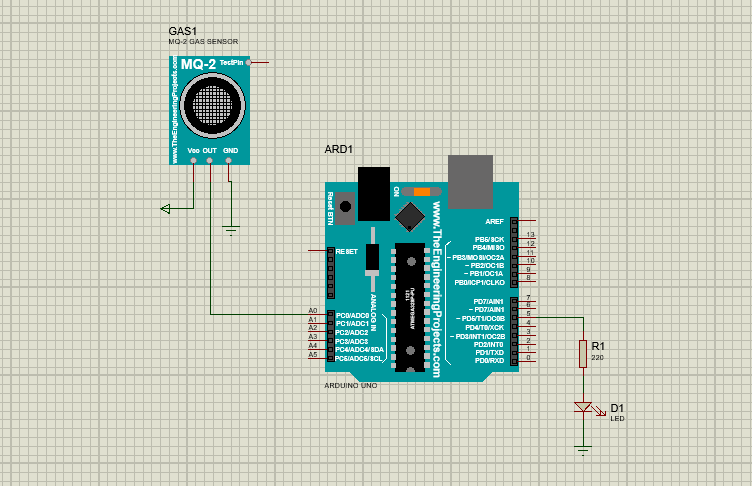 GAS1
MQ-2 GAS SENSOR
MQ-2
TestPin
www.TheEngineeringProjects.com
Vcc OUT GND
ARD1
ON
Reset BTN
www.TheEngineeringProjects.com
AREF
RESET
PB5/SCK 13
PB4/MISO 12
~ PB3/MOSI/OC2A 11
~ PB2/OC1B 10
~ PB1/OC1A 9
PB0/ICP1/CLKO 8
PD7/AIN1 7
~ PD7/AIN1 6
~ PD5/T1/OC0B 5
PD4/T0/XCK 4
~ PD3/INT1/OC2B 3
PD2/INT0 2
PD1/TXD 1
PD0/RXD 0
ANALOG IN
A0 PC0/ADC0
A1 PC1/ADC1
A2 PC2/ADC2
A3 PC3/ADC3
A4 PC4/ADC4/SDA
A5 PC5/ADC5/SCL
1121
ARDUINO UNO
R1
220
D1
LED